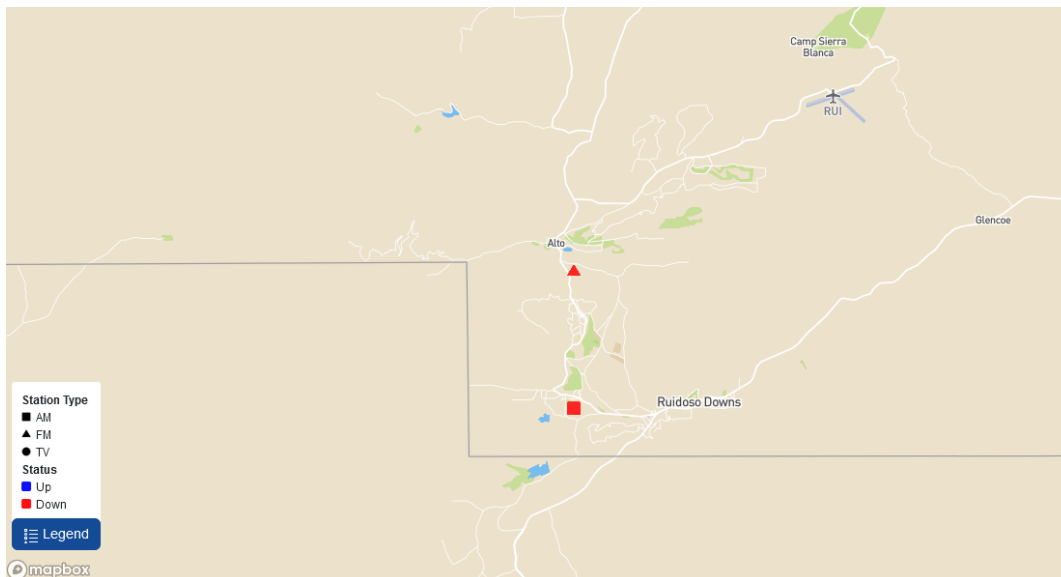 Camp Sierra
Blanca
RUI
Glencoe
Alto
Ruidoso Downs
Station Type
AM
FM
TV
Status
Up
Down
Legend
mapbox